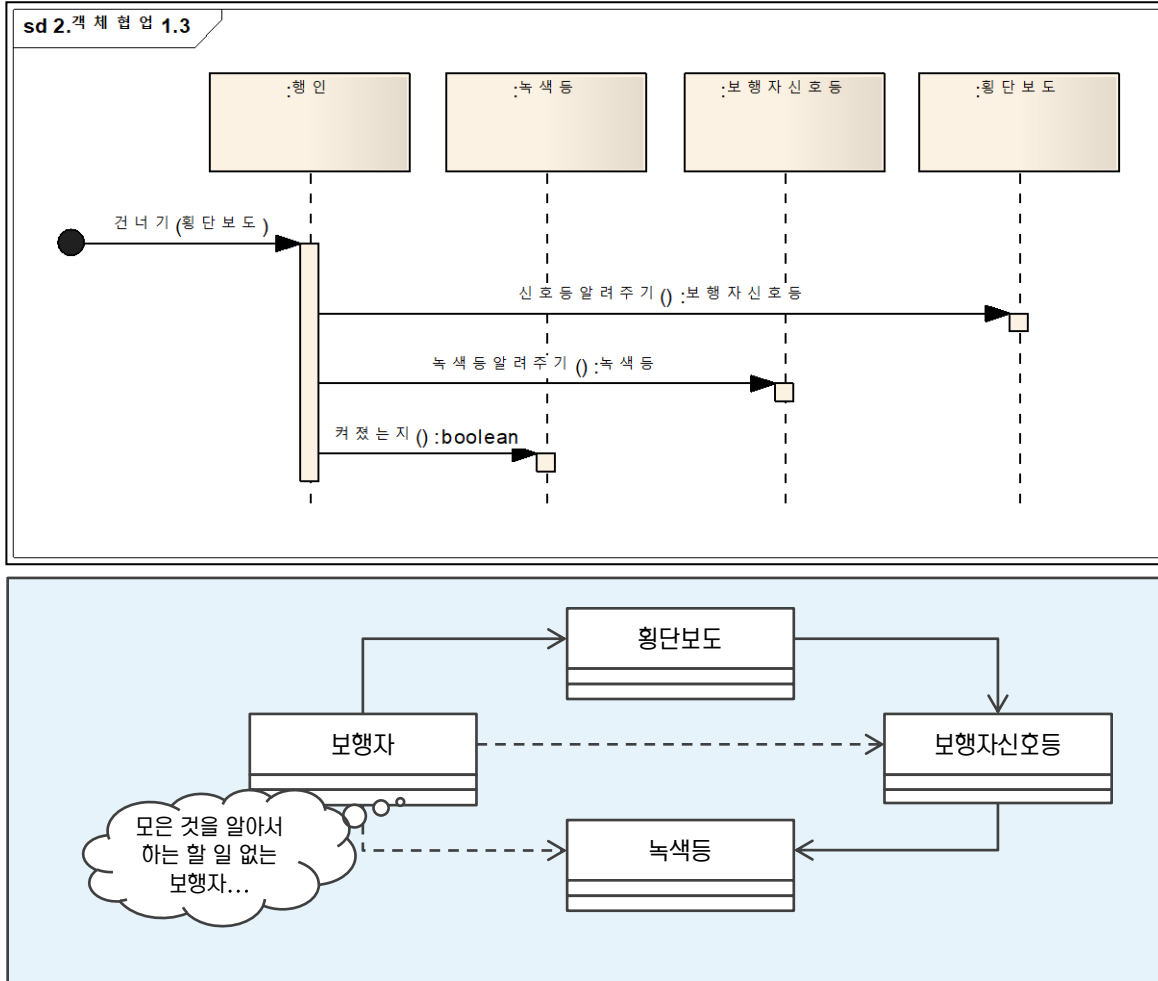 sd 2.객체협업 1.3
:행인
:녹색등
:보행자신호등
:횡단보도
건너기(횡단보도)
신호등알려주기() :보행자신호등
녹색등알려주기() :녹색등
켜졌는지() :boolean
횡단보도
보행자
보행자신호등
모은 것을 알아서
하는 할 일 없는
보행자...
녹색등